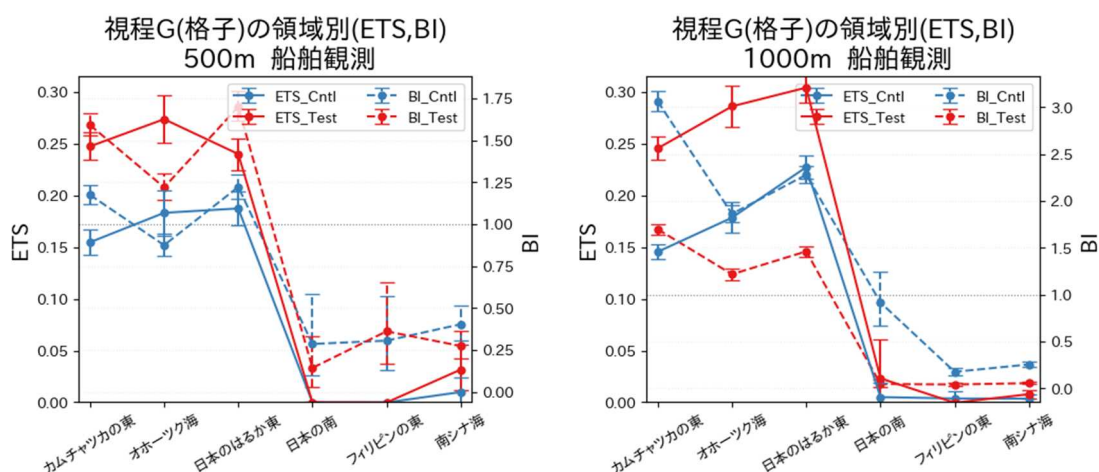 視程G(格子)の領域別(ETS,BI)
500m 船舶観測
ETS_Cntl
ETS_Test
BI_Cntl
BI_Test
ETS
0.30
0.25
0.20
0.15
0.10
0.05
0.00
BI
1.75
1.50
1.25
1.00
0.75
0.50
0.25
0.00
カムチャツカの東
オホーツク海
日本のはるか東
日本の南
フィリピンの東
南シナ海
視程G(格子)の領域別(ETS,BI)
1000m 船舶観測
ETS_Cntl
ETS_Test
BI_Cntl
BI_Test
ETS
0.30
0.25
0.20
0.15
0.10
0.05
0.00
BI
3.0
2.5
2.0
1.5
1.0
0.5
0.0
カムチャツカの東
オホーツク海
日本のはるか東
日本の南
フィリピンの東
南シナ海